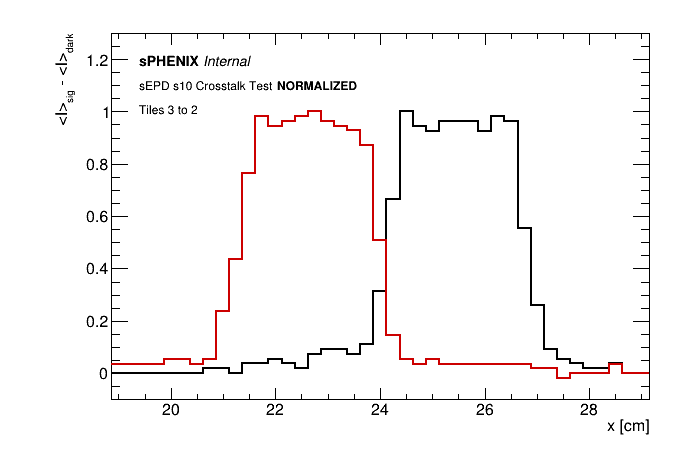 <I>sig - <I>dark
sPHENIX Internal
sEPD s10 Crosstalk Test NORMALIZED
Tiles 3 to 2
1.2
1
0.8
0.6
0.4
0.2
0
20 22 24 26 28
x [cm]